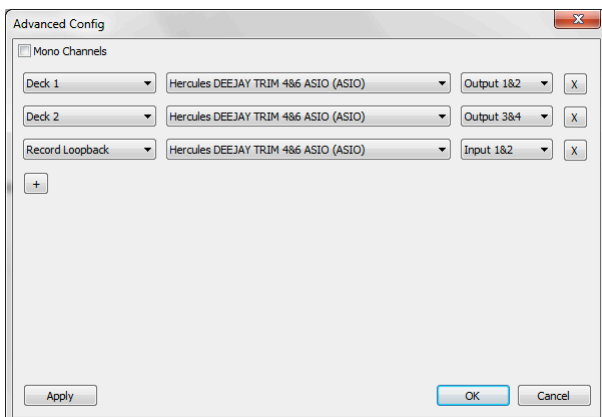 Advanced Config
Mono Channels
Deck 1 Hercules DEEJAY TRIM 4&6 ASIO (ASIO) Output 1&2 X
Deck 2 Hercules DEEJAY TRIM 4&6 ASIO (ASIO) Output 3&4 X
Record Loopback Hercules DEEJAY TRIM 4&6 ASIO (ASIO) Input 1&2 X
+
Apply OK Cancel